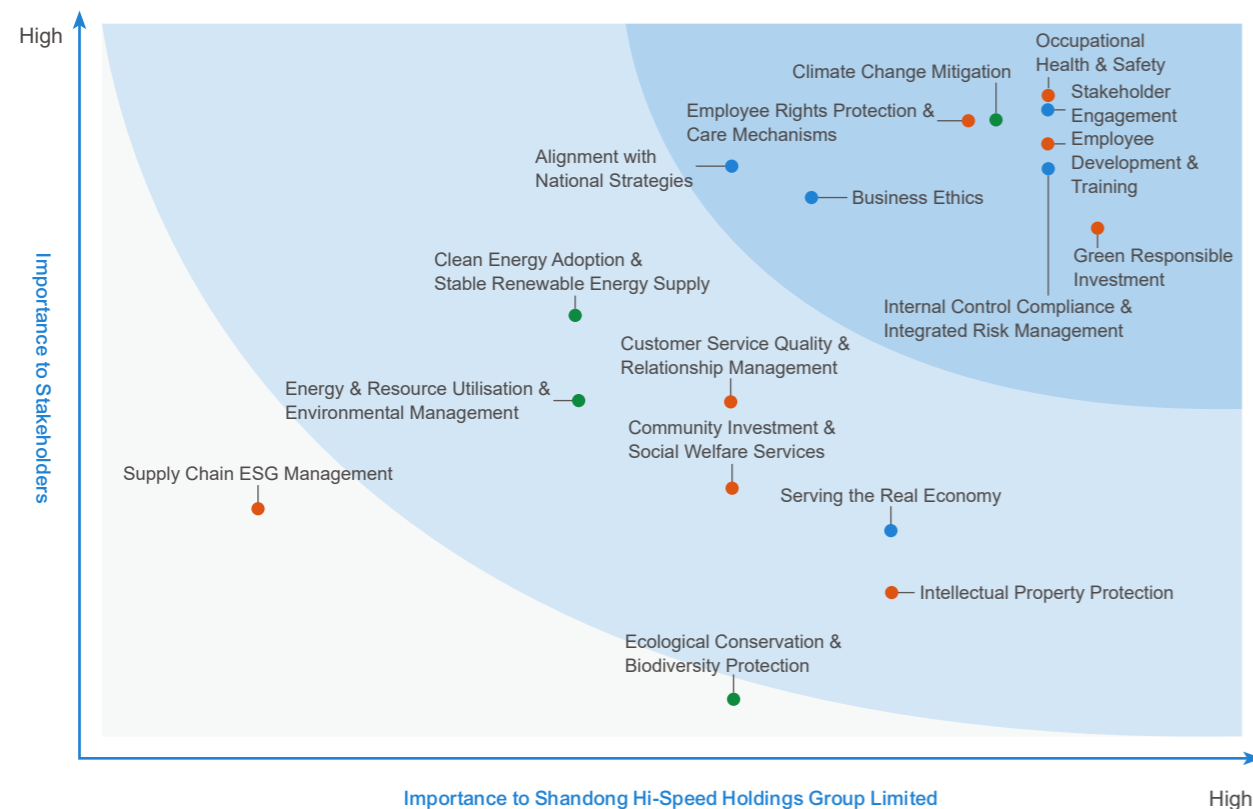 High
Occupational
Health & Safety
Climate Change Mitigation
Stakeholder
Engagement
Employee Rights Protection &
Care Mechanisms
Employee
Development &
Training
Alignment with
National Strategies
Business Ethics
Green Responsible
Investment
Clean Energy Adoption &
Stable Renewable Energy Supply
Internal Control Compliance &
Integrated Risk Management
Customer Service Quality &
Relationship Management
Energy & Resource Utilisation &
Environmental Management
Community Investment &
Social Welfare Services
Supply Chain ESG Management
Serving the Real Economy
Intellectual Property Protection
Ecological Conservation &
Biodiversity Protection
Importance to Stakeholders
Importance to Shandong Hi-Speed Holdings Group Limited
High